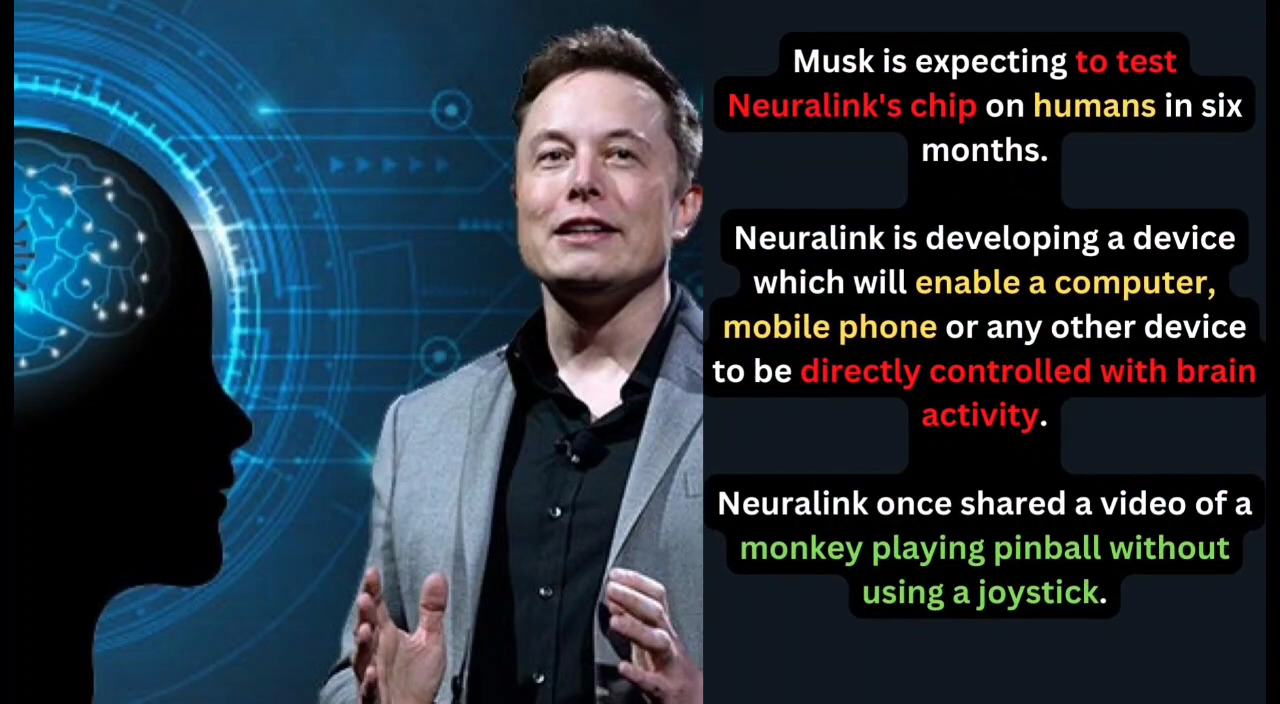 Musk is expecting to test
Neuralink's chip on humans in six
months.
Neuralink is developing a device
which will enable a computer,
mobile phone or any other device
to be directly controlled with brain
activity.
Neuralink once shared a video of a
monkey playing pinball without
using a joystick.